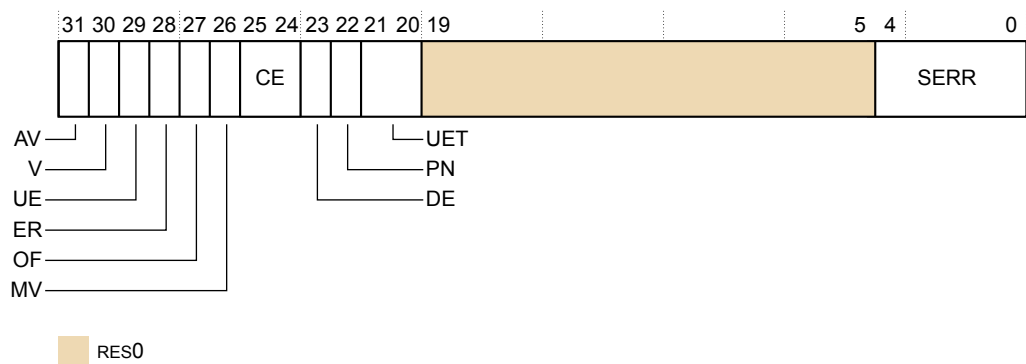 31 30 29 28 27 26 25 24 23 22 21 20 19 5 4 0
CE SERR
AV UET
V PN
UE DE
ER
OF
MV
RES0